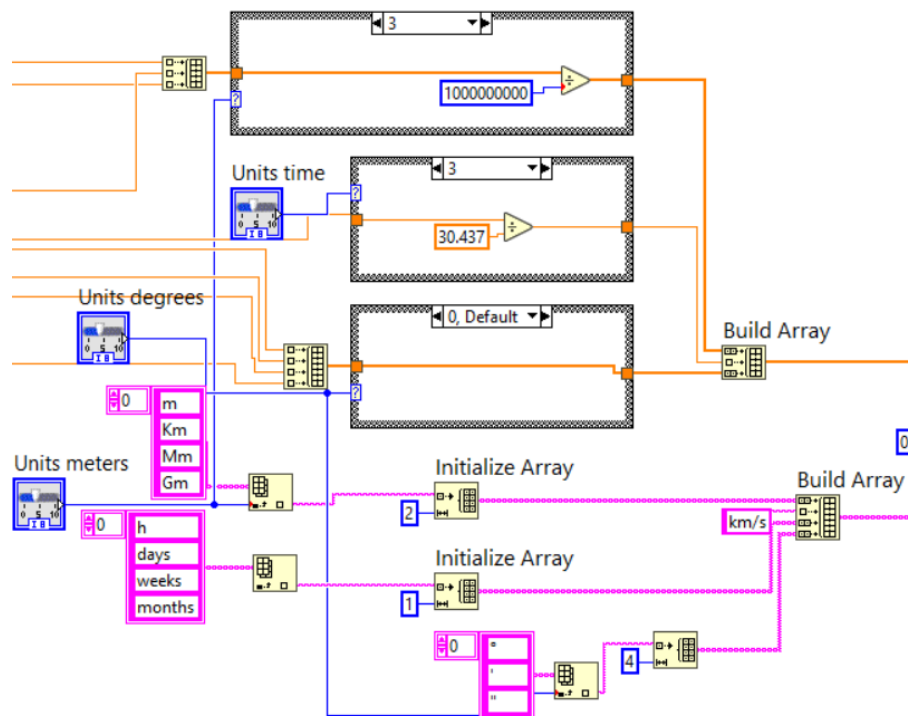 3
1000000000
Units time
3
30.437
Units degrees
0, Default
Build Array
0
m
Km
Mm
Gm
Units meters
Initialize Array
2
Build Array
km/s
0
h
days
weeks
months
Initialize Array
1
0
°
'
"
4
0